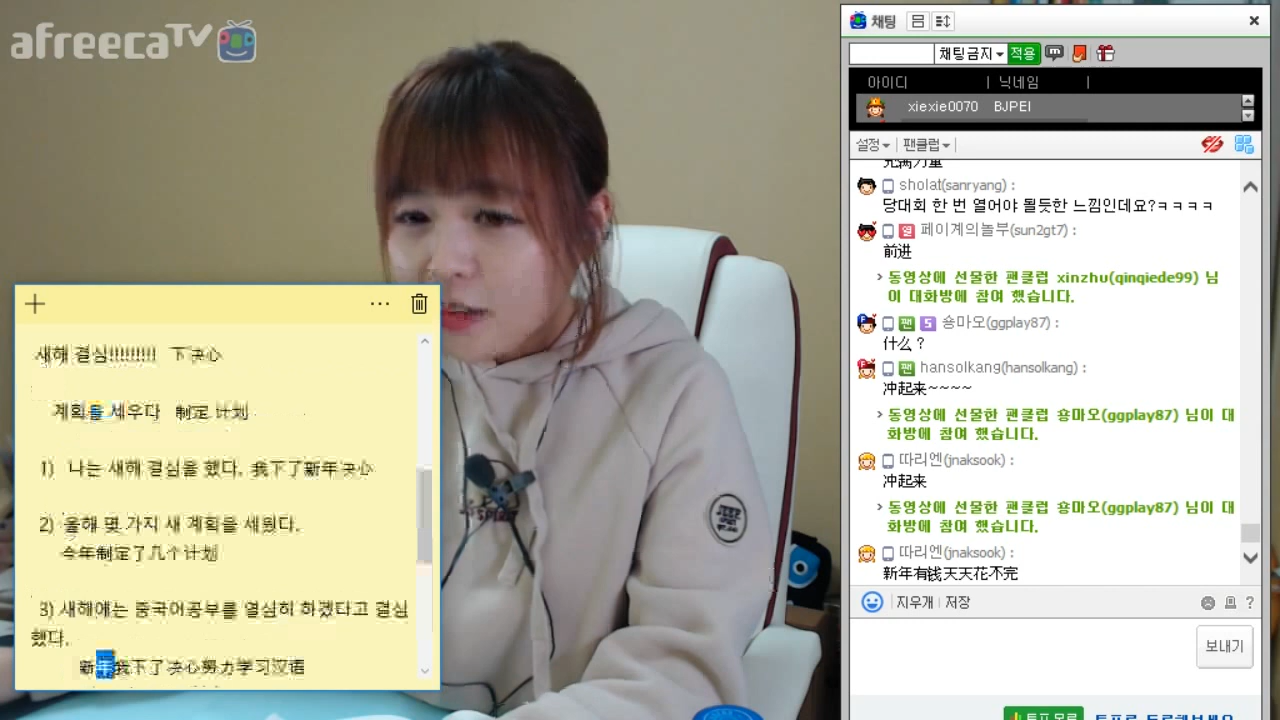 afreecaTV
새해 결심!!!!!!!!! 下决心
계획을 세우다 制定 计划
1) 나는 새해 결심을 했다. 我下了新年决心
2) 올해 몇 가지 새 계획을 세웠다.
今年制定了几个计划
3) 새해에는 중국어공부를 열심히 하겠다고 결심
했다.
新年我下了决心努力学习汉语
채팅
채팅금지 적용
아이디 | 닉네임 |
xiexie0070 BJPEI
설정 | 팬클럽 |
充满力量
sholat(sanryang) :
당대회 한 번 열어야 될듯한 느낌인데요?ㅋㅋㅋㅋ
열 페이계의놀부(sun2gt7) :
前进
동영상에 선물한 팬클럽 xinzhu(qinqiede99) 님
이 대화방에 참여 했습니다.
팬 S 용마오(ggplay87) :
什么？
팬 hansolkang(hansolkang) :
冲起来~~~~
동영상에 선물한 팬클럽 용마오(ggplay87) 님이 대
화방에 참여 했습니다.
따리엔(jnaksook) :
冲起来
동영상에 선물한 팬클럽 용마오(ggplay87) 님이 대
화방에 참여 했습니다.
따리엔(jnaksook) :
新年有钱天天花不完
지우개 | 저장
보내기